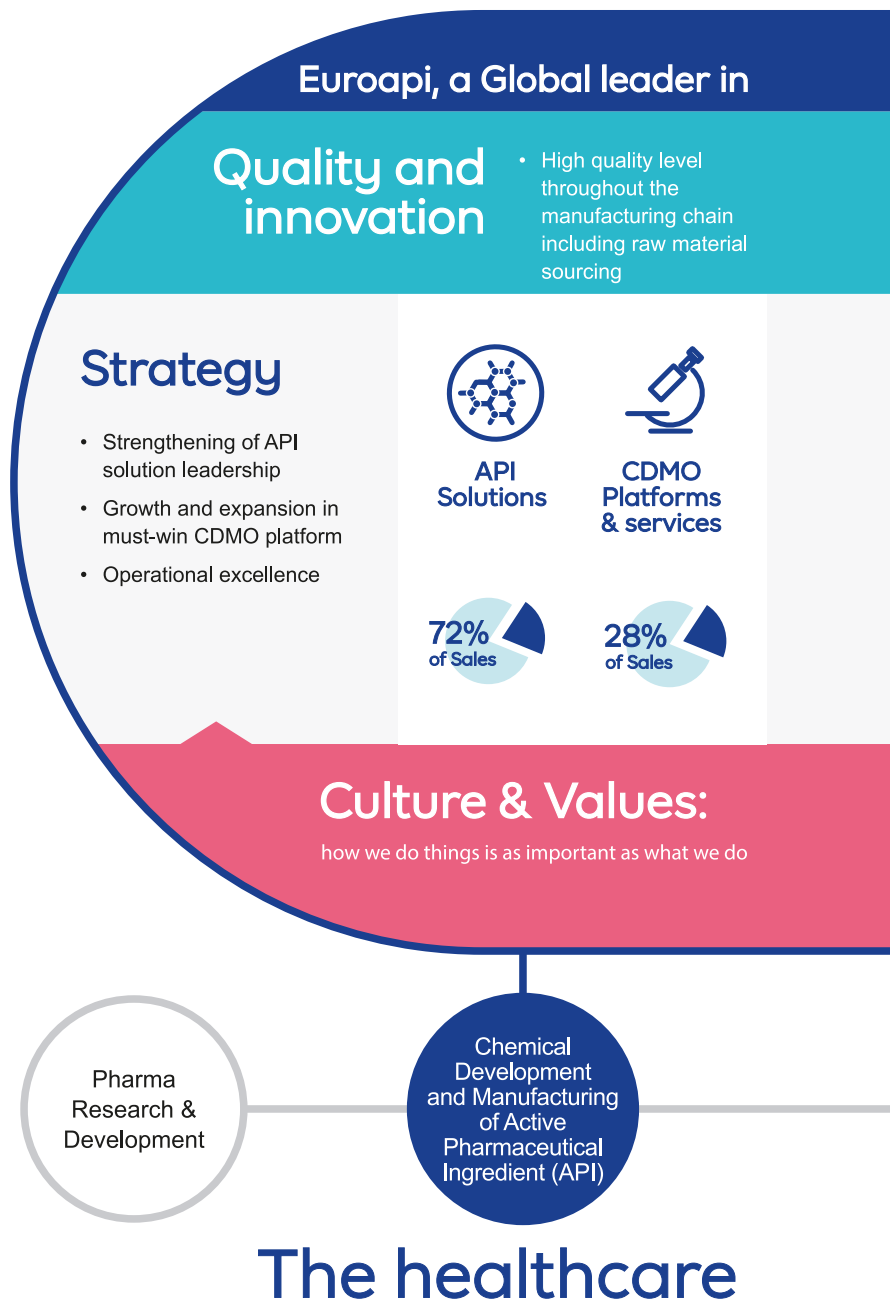 Euroapi, a Global leader in
Quality and
innovation
• High quality level
throughout the
manufacturing chain
including raw material
sourcing
Strategy
• Strengthening of API
solution leadership
• Growth and expansion in
must-win CDMO platform
• Operational excellence
API
Solutions
CDMO
Platforms
& services
72%
of Sales
28%
of Sales
Culture & Values:
how we do things is as important as what we do
Pharma
Research &
Development
Chemical
Development
and Manufacturing
of Active
Pharmaceutical
Ingredient (API)
The healthcare